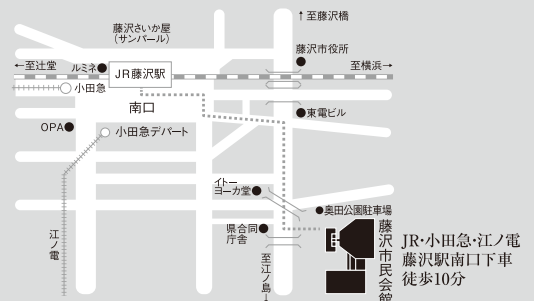 ↑至藤沢橋
藤沢さいか屋
(サンパール)
藤沢市役所
←至辻堂
ルミネ
JR藤沢駅
至横浜→
小田急
南口
東電ビル
OPA
小田急デパート
イトー
ヨーカ堂
奥田公園駐車場
県合同
庁舎
江ノ電
至江ノ島→
藤沢市民会館
JR・小田急・江ノ電
藤沢駅南口下車
徒歩10分